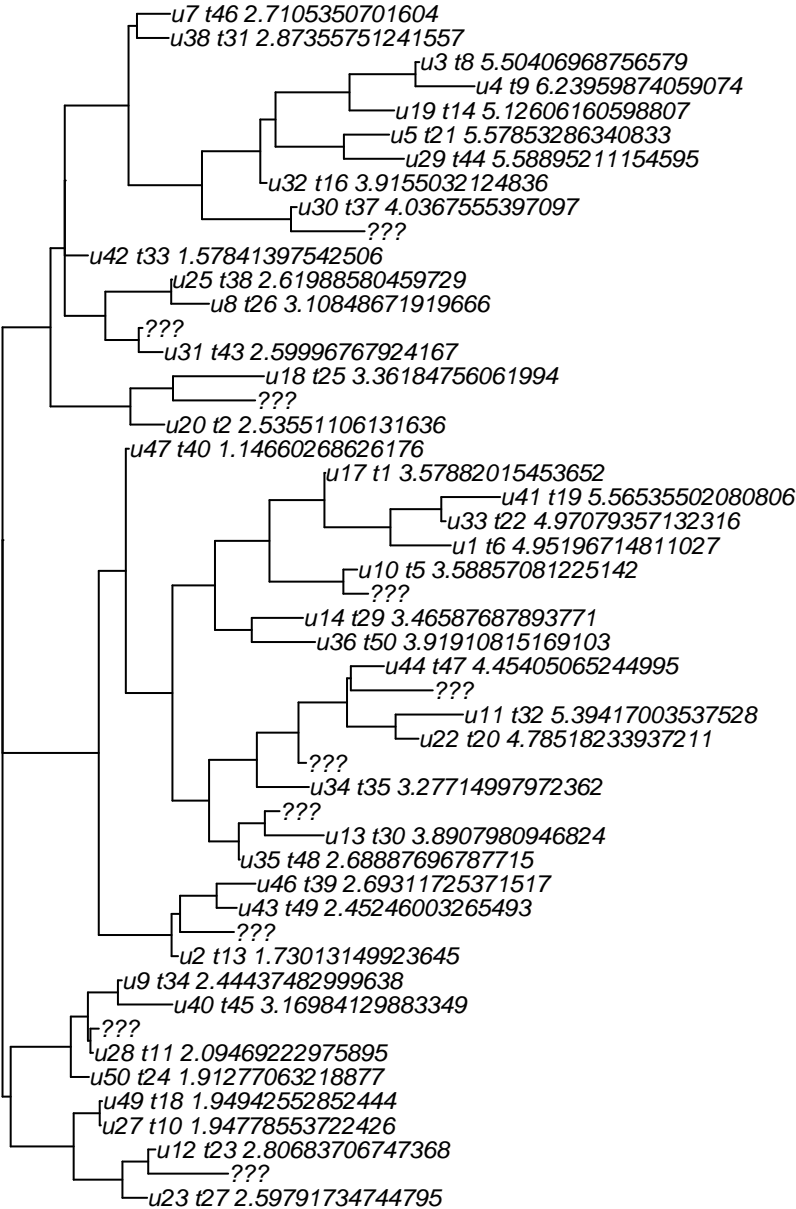 u7 t46 2.7105350701604
u38 t31 2.87355751241557
u3 t8 5.50406968756579
u4 t9 6.23959874059074
u19 t14 5.12606160598807
u5 t21 5.57853286340833
u29 t44 5.58895211154595
u32 t16 3.9155032124836
u30 t37 4.0367555397097
???
u42 t33 1.57841397542506
u25 t38 2.61988580459729
u8 t26 3.10848671919666
???
u31 t43 2.59996767924167
u18 t25 3.36184756061994
???
u20 t2 2.53551106131636
u47 t40 1.14660268626176
u17 t1 3.57882015453652
u41 t19 5.56535502080806
u33 t22 4.97079357132316
u1 t6 4.95196714811027
u10 t5 3.58857081225142
???
u14 t29 3.46587687893771
u36 t50 3.91910815169103
u44 t47 4.45405065244995
???
u11 t32 5.39417003537528
u22 t20 4.78518233937211
???
u34 t35 3.27714997972362
???
u13 t30 3.8907980946824
u35 t48 2.68887696787715
u46 t39 2.69311725371517
u43 t49 2.45246003265493
???
u2 t13 1.73013149923645
u9 t34 2.44437482999638
u40 t45 3.16984129883349
???
u28 t11 2.09469222975895
u50 t24 1.91277063218877
u49 t18 1.94942552852444
u27 t10 1.94778553722426
u12 t23 2.80683706747368
???
u23 t27 2.59791734744795